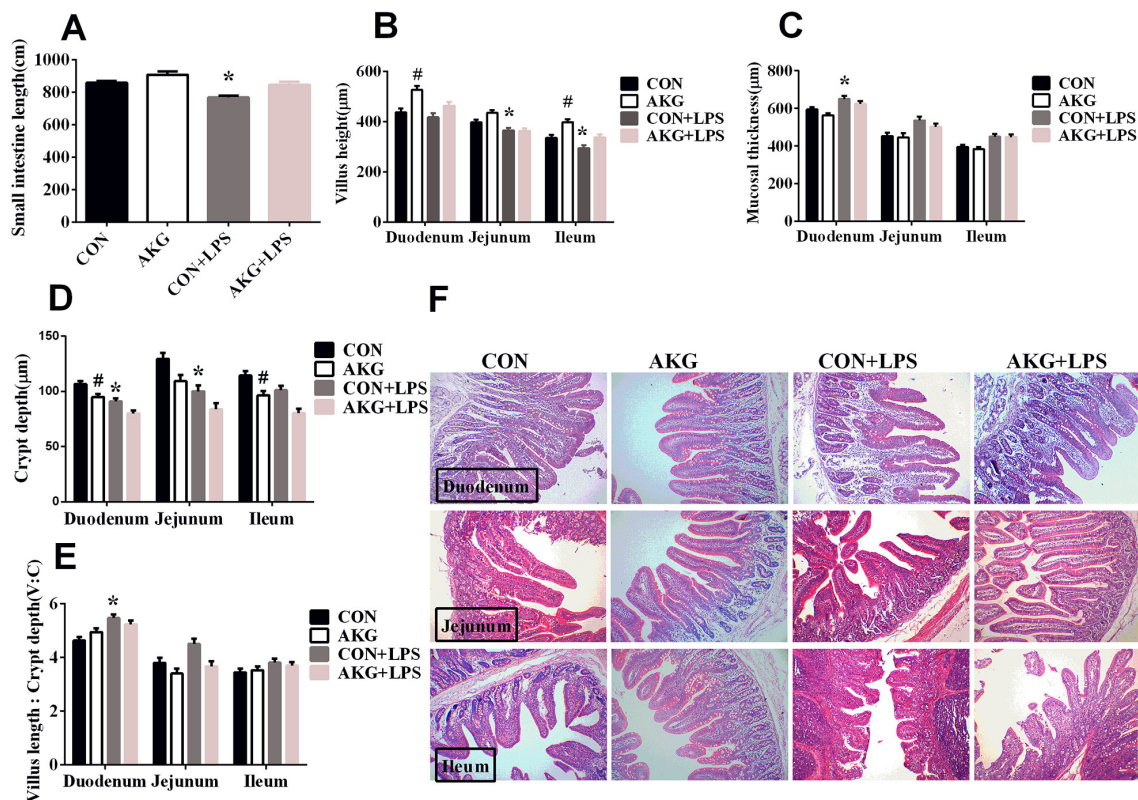 A
Small intestine length(cm)
1000
800
600
400
200
0
*
CON
AKG
CON+LPS
AKG+LPS
B
Villus height(μm)
600
400
200
0
#
*
#
*
Duodenum Jejunum Ileum
CON
AKG
CON+LPS
AKG+LPS
C
Mucosal thickness(μm)
1000
800
600
400
200
0
*
Duodenum Jejunum Ileum
CON
AKG
CON+LPS
AKG+LPS
D
Crypt depth(μm)
150
100
50
0
# *
*
#
Duodenum Jejunum Ileum
CON
AKG
CON+LPS
AKG+LPS
E
Villus length : Crypt depth(V:C)
6
4
2
0
*
Duodenum Jejunum Ileum
CON
AKG
CON+LPS
AKG+LPS
F
CON AKG CON+LPS AKG+LPS
Duodenum
Jejunum
Ileum